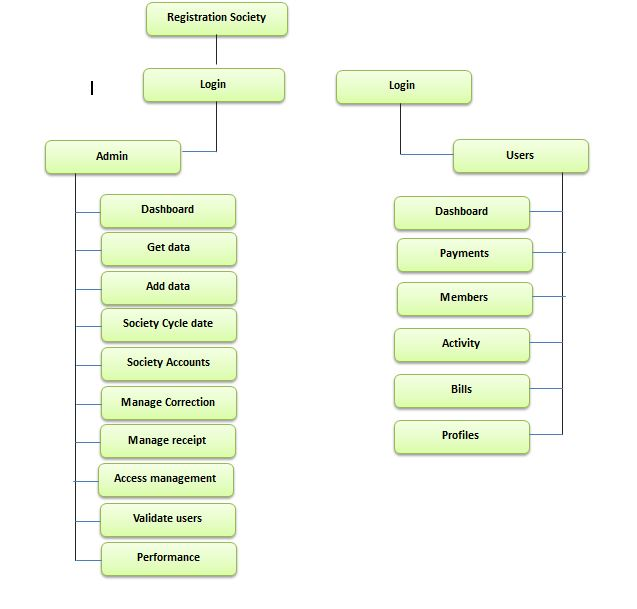 Registration Society
Login
Admin
Dashboard
Get data
Add data
Society Cycle date
Society Accounts
Manage Correction
Manage receipt
Access management
Validate users
Performance
Login
Users
Dashboard
Payments
Members
Activity
Bills
Profiles